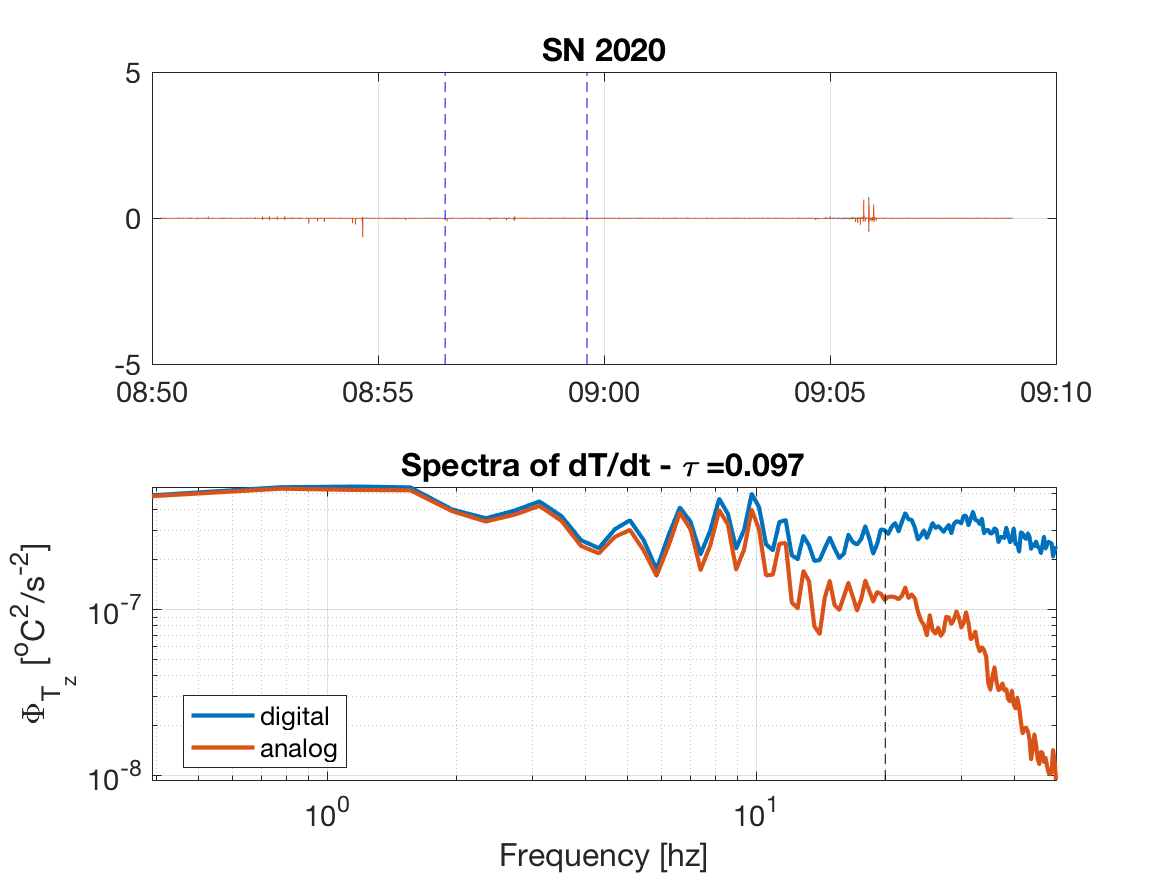 SN 2020
5
0
-5
08:50 08:55 09:00 09:05 09:10
Spectra of dT/dt - τ =0.097
Φ_T_z [°C²/s⁻²]
10⁻⁷
10⁻⁸
digital
analog
10⁰ 10¹
Frequency [hz]